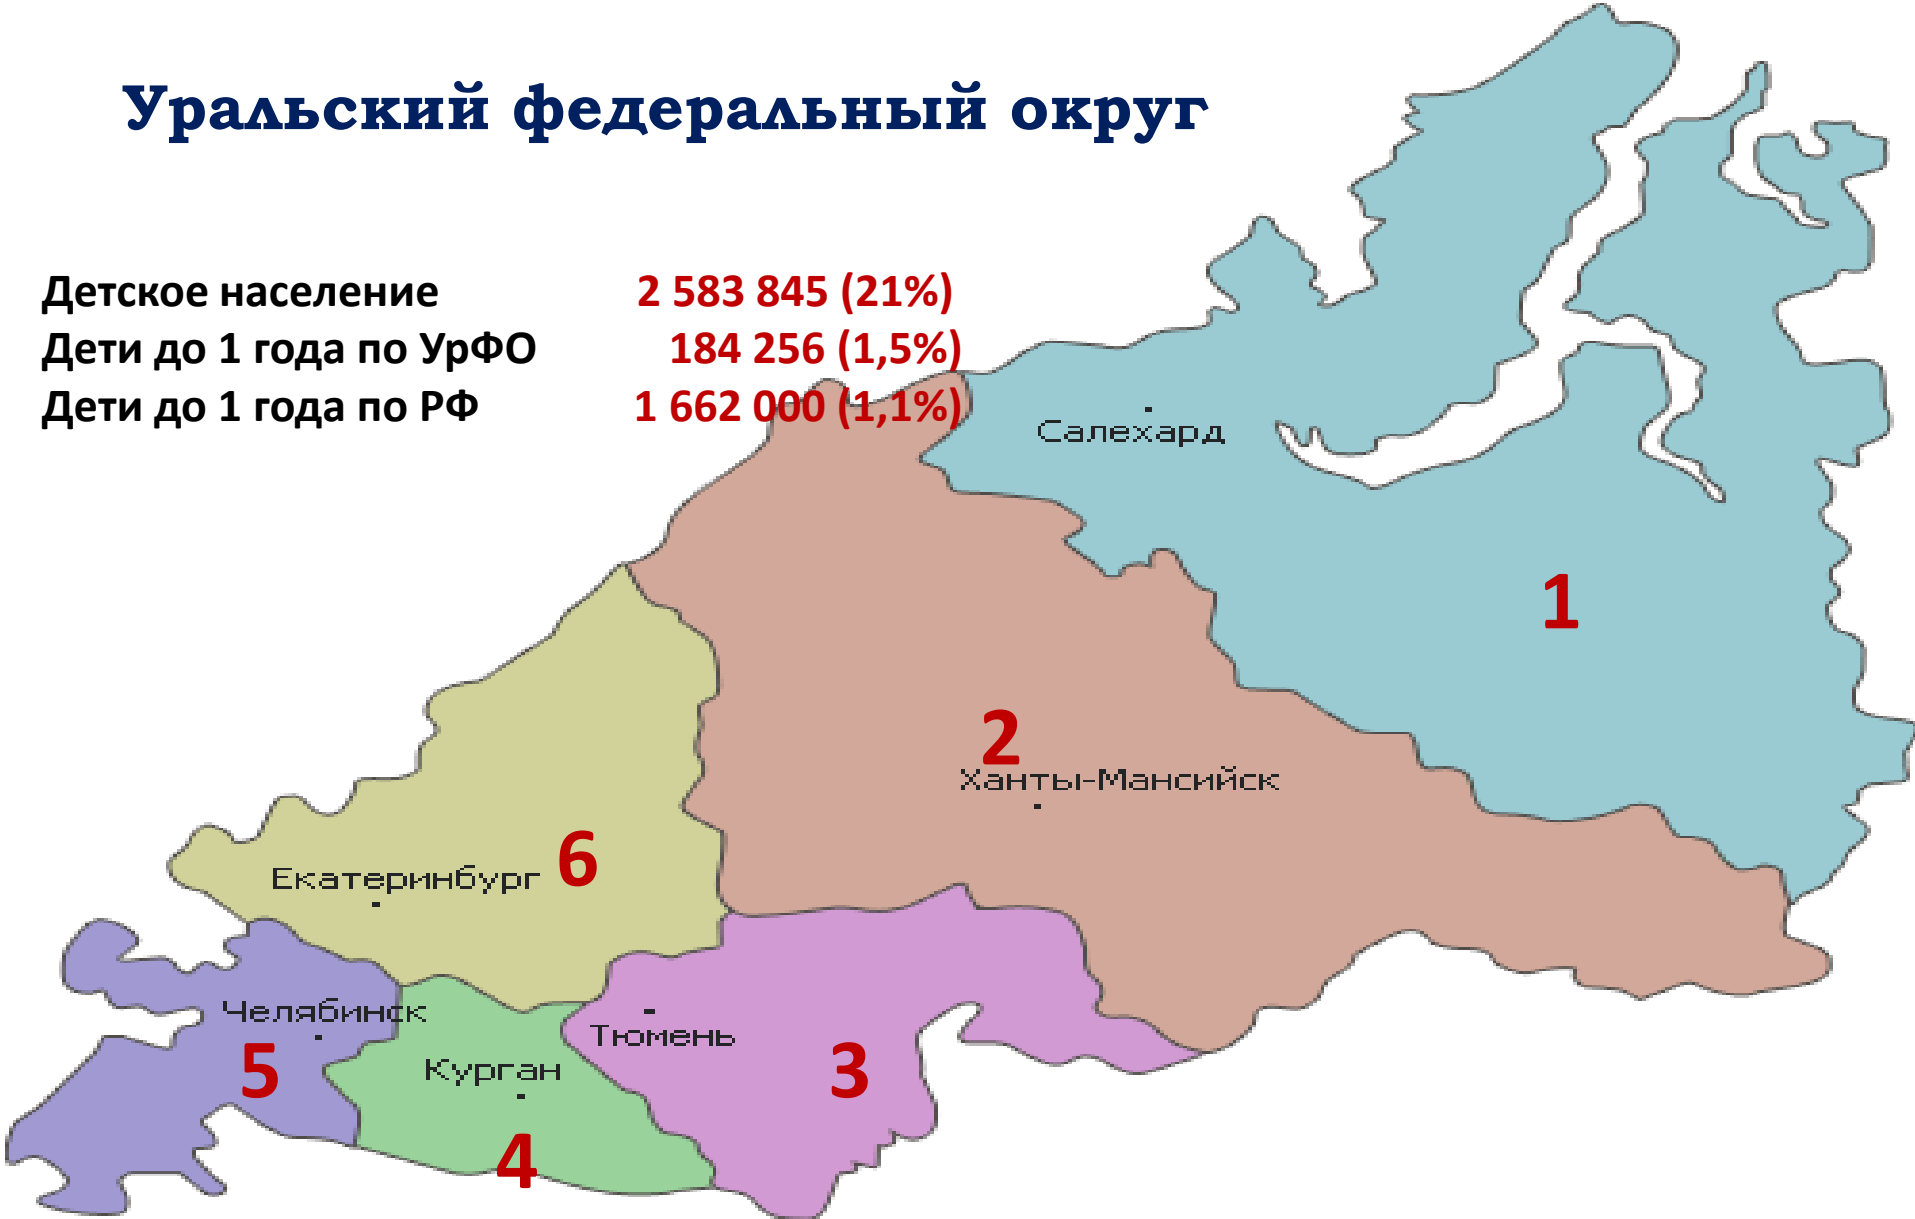 Уральский федеральный округ
Детское население 2 583 845 (21%)
Дети до 1 года по УрФО 184 256 (1,5%)
Дети до 1 года по РФ 1 662 000 (1,1%)
Салехард
1
2
Ханты-Мансийск
6
Екатеринбург
Челябинск
Тюмень
5
Курган
3
4